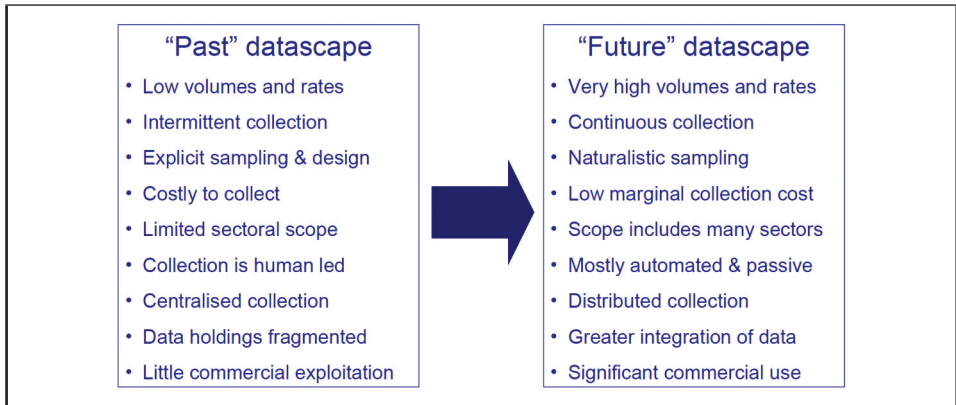 “Past” datascape
• Low volumes and rates
• Intermittent collection
• Explicit sampling & design
• Costly to collect
• Limited sectoral scope
• Collection is human led
• Centralised collection
• Data holdings fragmented
• Little commercial exploitation
“Future” datascape
• Very high volumes and rates
• Continuous collection
• Naturalistic sampling
• Low marginal collection cost
• Scope includes many sectors
• Mostly automated & passive
• Distributed collection
• Greater integration of data
• Significant commercial use